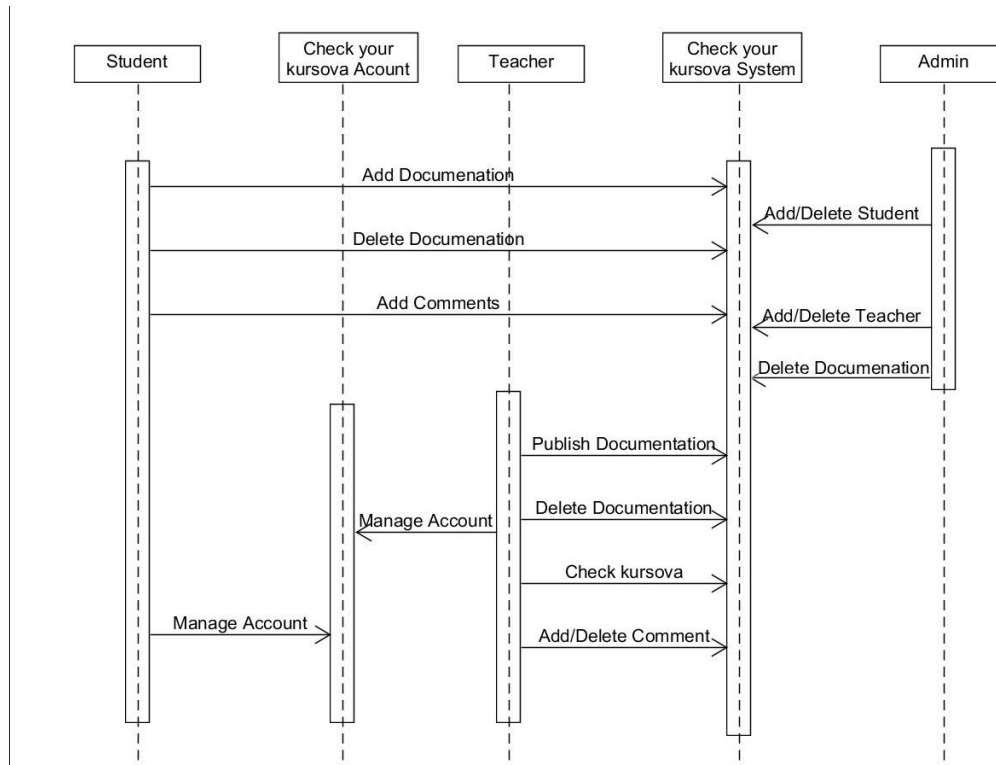 Student
Check your
kursova Acount
Teacher
Check your
kursova System
Admin
Add Documenation
Add/Delete Student
Delete Documenation
Add Comments
Add/Delete Teacher
Delete Documenation
Publish Documentation
Delete Documentation
Manage Account
Check kursova
Manage Account
Add/Delete Comment